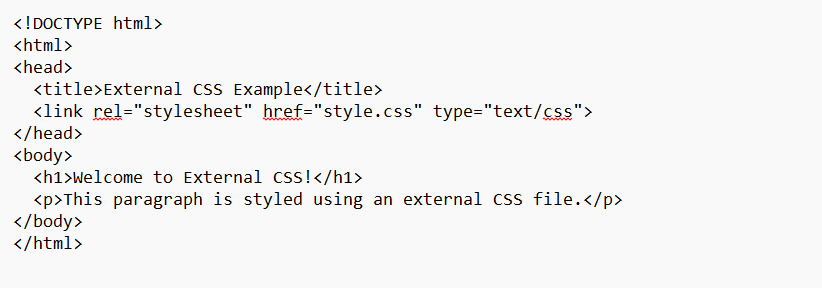 <!DOCTYPE html>
<html>
<head>
  <title>External CSS Example</title>
  <link rel="stylesheet" href="style.css" type="text/css">
</head>
<body>
  <h1>Welcome to External CSS!</h1>
  <p>This paragraph is styled using an external CSS file.</p>
</body>
</html>